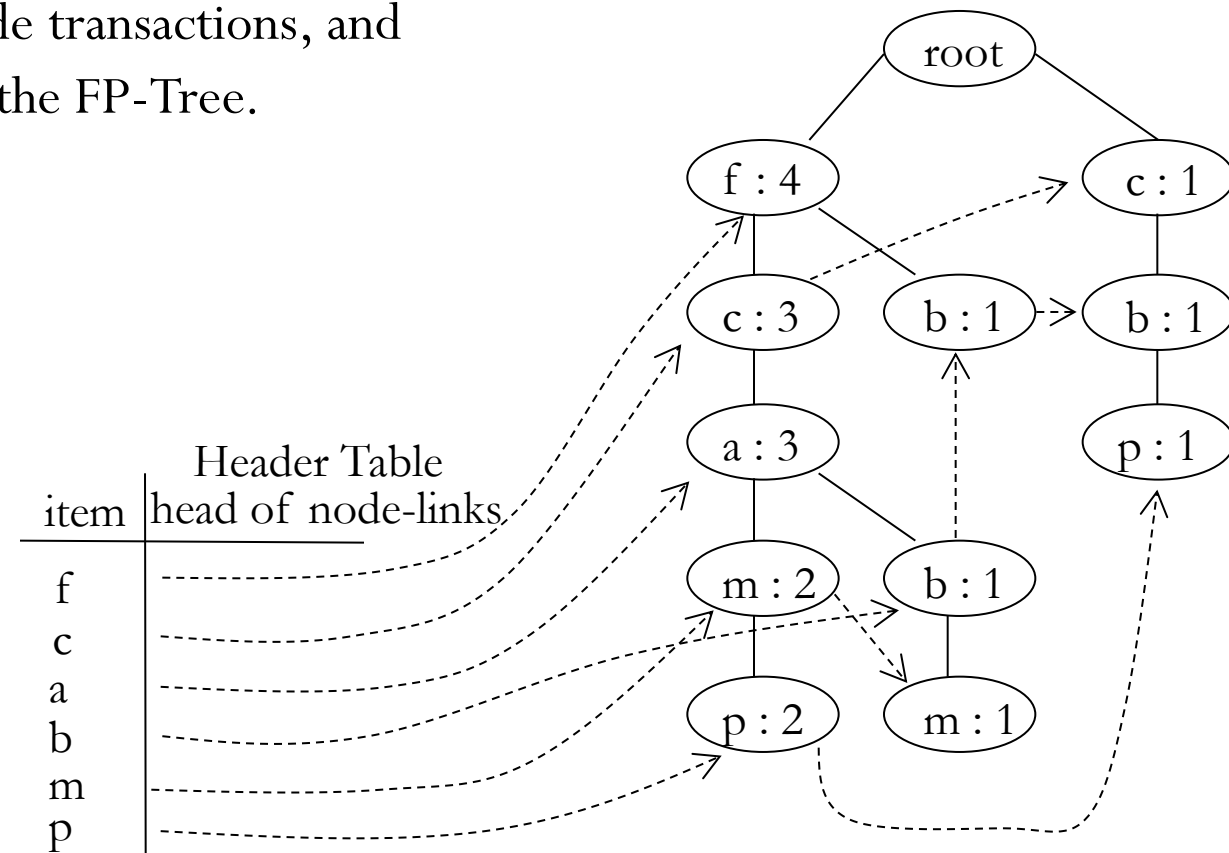 de transactions, and
the FP-Tree.
root
f : 4
c : 1
c : 3
b : 1
b : 1
a : 3
p : 1
Header Table
item head of node-links
m : 2
b : 1
f
c
a
p : 2
m : 1
b
m
p